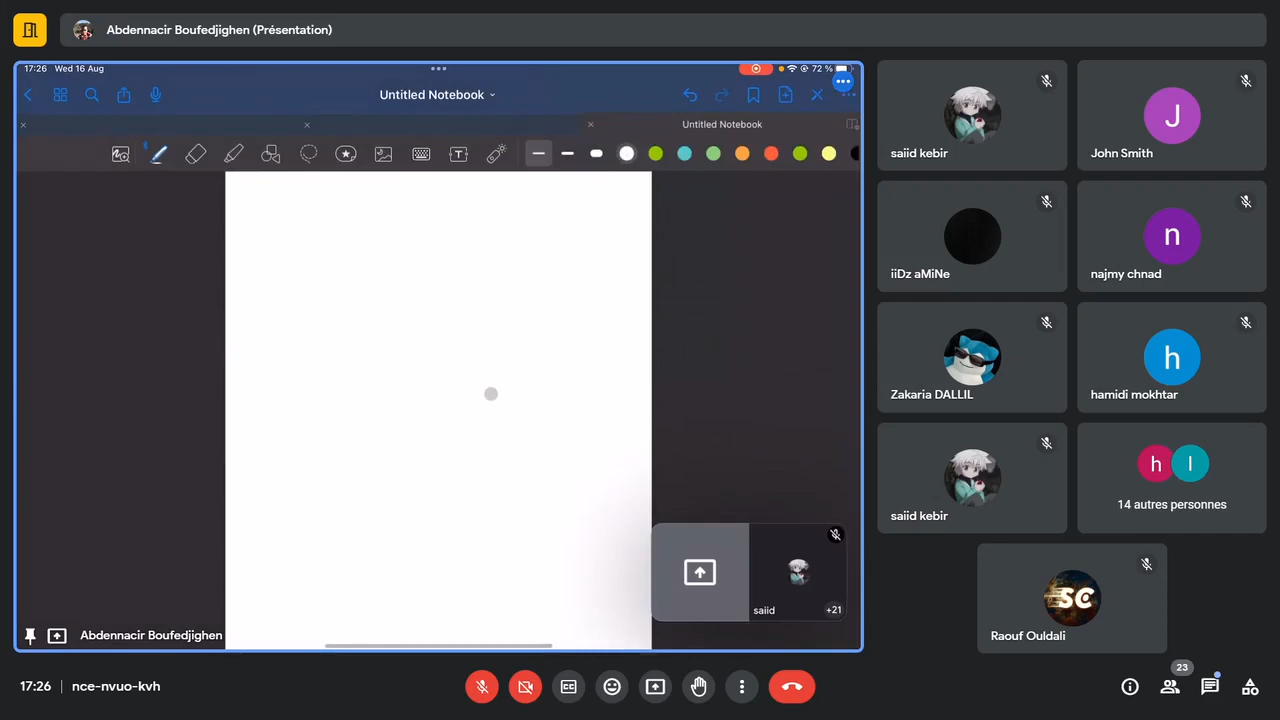 Abdennacir Boufedjighen (Présentation)
17:26 Wed 16 Aug
72 %
Untitled Notebook
Untitled Notebook
T
saiid
+21
Abdennacir Boufedjighen
saiid kebir
J
John Smith
iiDz aMiNe
n
najmy chnad
Zakaria DALLIL
h
hamidi mokhtar
saiid kebir
h l
14 autres personnes
SC
Raouf Ouldali
17:26 | nce-nvuo-kvh
CC
23